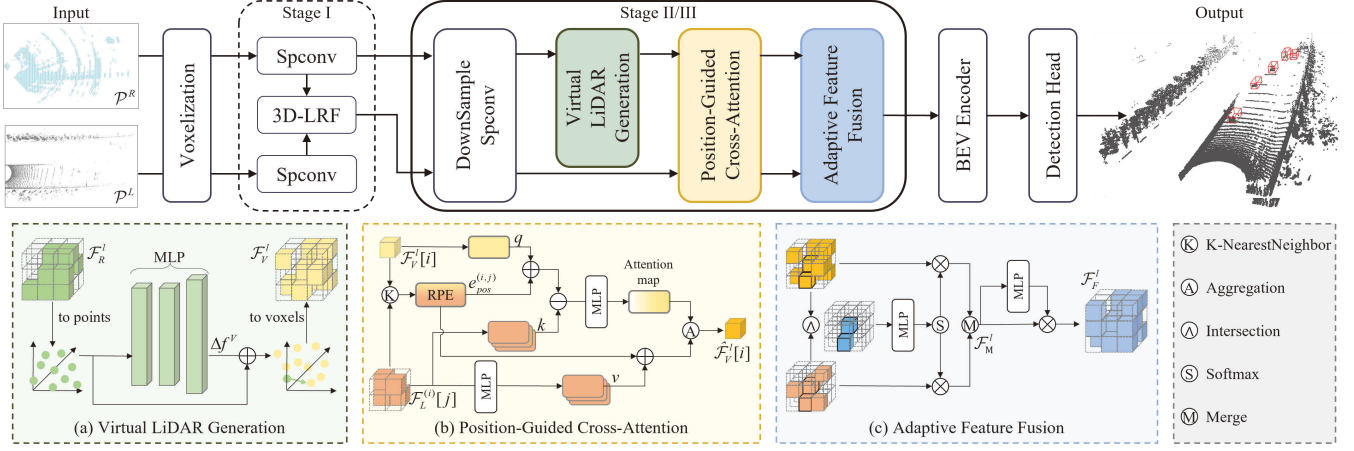 Input
Stage I
Stage II/III
Output
𝒫^R
𝒫^L
Voxelization
Spconv
3D-LRF
Spconv
DownSample
Spconv
Virtual
LiDAR
Generation
Position-Guided
Cross-Attention
Adaptive Feature
Fusion
BEV Encoder
Detection Head
ℱ_R^l
MLP
ℱ_V^l
to points
to voxels
Δf^V
(a) Virtual LiDAR Generation
ℱ_V^l[i]
q
K
RPE
e_pos^(i,j)
MLP
Attention
map
k
A
ℱ̂_V^l[i]
ℱ_L^(i)[j]
MLP
v
(b) Position-Guided Cross-Attention
Λ
MLP
S
M
ℱ_M^l
MLP
ℱ_F^l
(c) Adaptive Feature Fusion
K K-NearestNeighbor
A Aggregation
Λ Intersection
S Softmax
M Merge